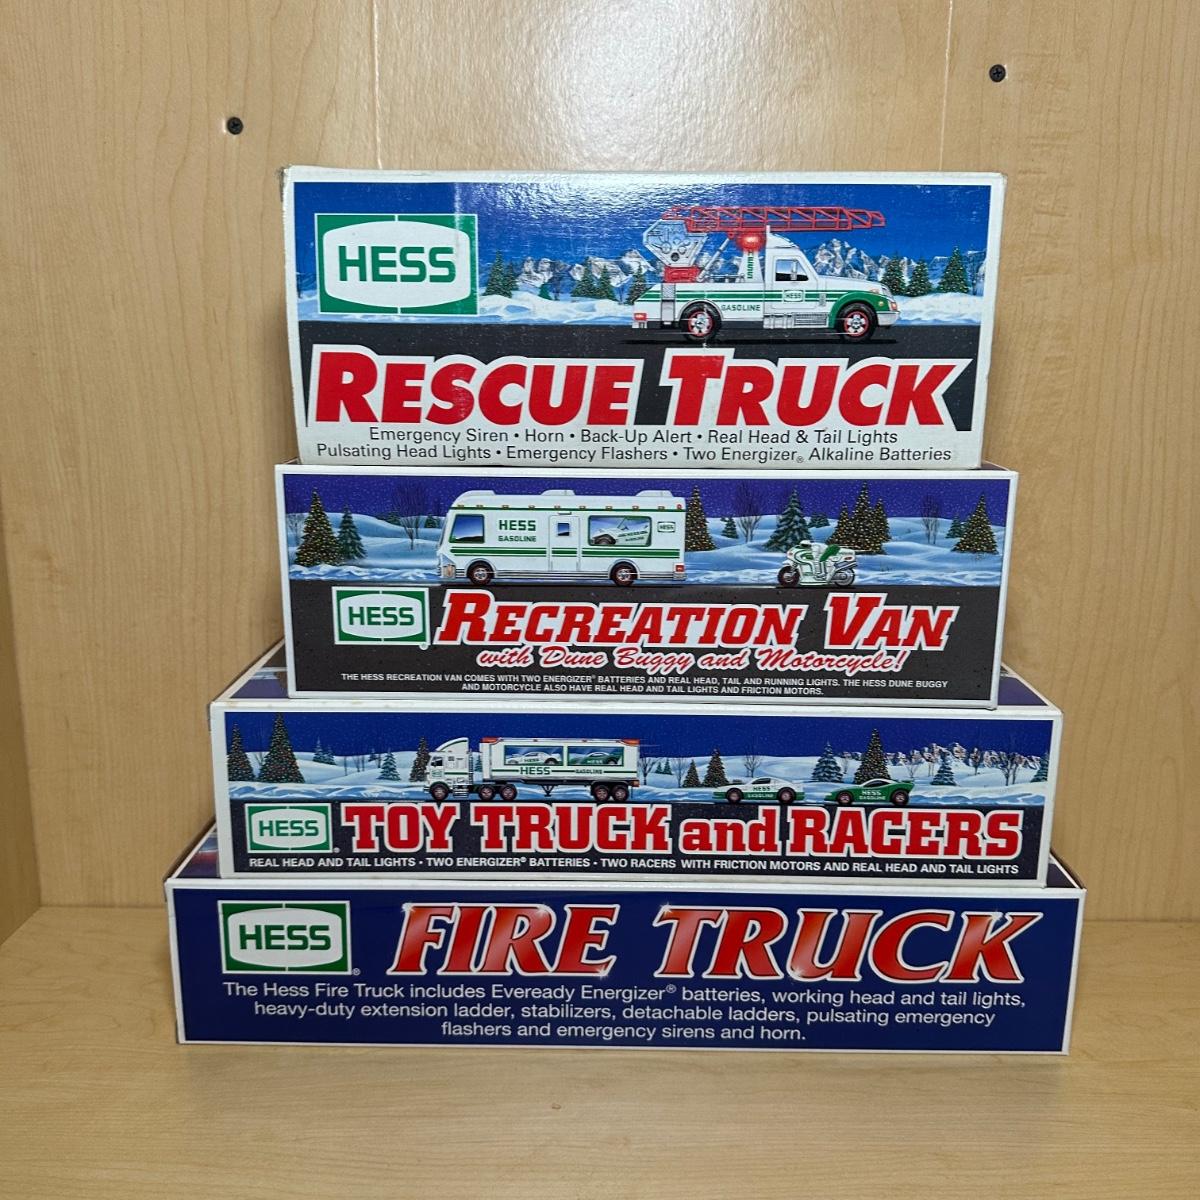 HESS
HESS
GASOLINE
HESS
RESCUE TRUCK
Emergency Siren • Horn • Back-Up Alert • Real Head & Tail Lights
Pulsating Head Lights • Emergency Flashers • Two Energizer® Alkaline Batteries
HESS
GASOLINE
HESS
HESS®
RECREATION VAN
with Dune Buggy and Motorcycle!
THE HESS RECREATION VAN COMES WITH TWO ENERGIZER® BATTERIES AND REAL HEAD, TAIL AND RUNNING LIGHTS. THE HESS DUNE BUGGY
AND MOTORCYCLE ALSO HAVE REAL HEAD AND TAIL LIGHTS AND FRICTION MOTORS.
HESS
GASOLINE
HESS
GASOLINE
HESS
GASOLINE
HESS®
TOY TRUCK and RACERS
REAL HEAD AND TAIL LIGHTS • TWO ENERGIZER® BATTERIES • TWO RACERS WITH FRICTION MOTORS AND REAL HEAD AND TAIL LIGHTS
HESS®
FIRE TRUCK
The Hess Fire Truck includes Eveready Energizer® batteries, working head and tail lights,
heavy-duty extension ladder, stabilizers, detachable ladders, pulsating emergency
flashers and emergency sirens and horn.